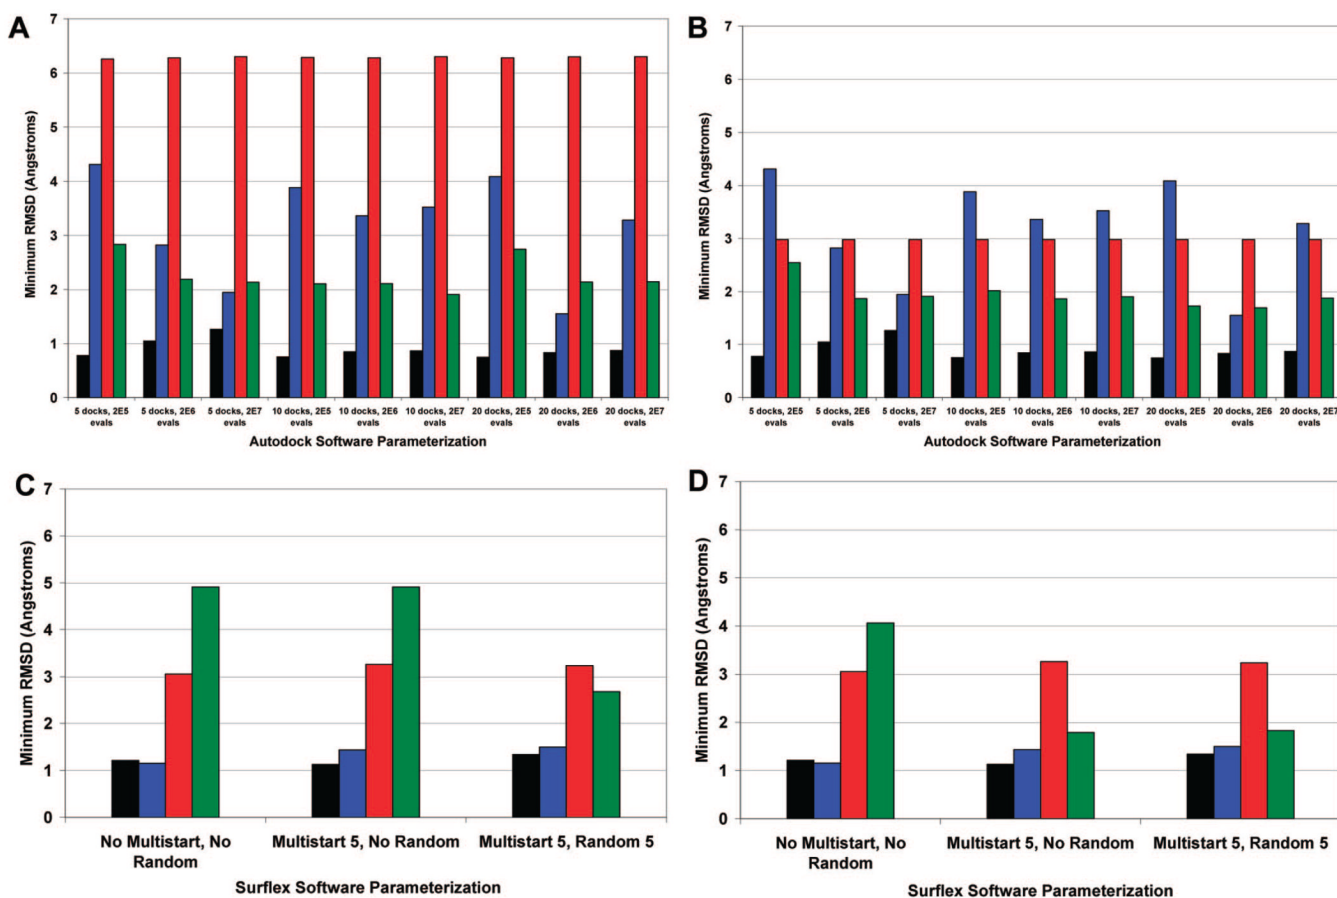 A
Minimum RMSD (Angstroms)
7
6
5
4
3
2
1
0
5 docks, 2E5 evals
5 docks, 2E6 evals
5 docks, 2E7 evals
10 docks, 2E5 evals
10 docks, 2E6 evals
10 docks, 2E7 evals
20 docks, 2E5 evals
20 docks, 2E6 evals
20 docks, 2E7 evals
Autodock Software Parameterization
B
Minimum RMSD (Angstroms)
7
6
5
4
3
2
1
0
5 docks, 2E5 evals
5 docks, 2E6 evals
5 docks, 2E7 evals
10 docks, 2E5 evals
10 docks, 2E6 evals
10 docks, 2E7 evals
20 docks, 2E5 evals
20 docks, 2E6 evals
20 docks, 2E7 evals
Autodock Software Parameterization
C
Minimum RMSD (Angstroms)
7
6
5
4
3
2
1
0
No Multistart, No
Random
Multistart 5, No Random
Multistart 5, Random 5
Surflex Software Parameterization
D
Minimum RMSD (Angstroms)
7
6
5
4
3
2
1
0
No Multistart, No
Random
Multistart 5, No Random
Multistart 5, Random 5
Surflex Software Parameterization